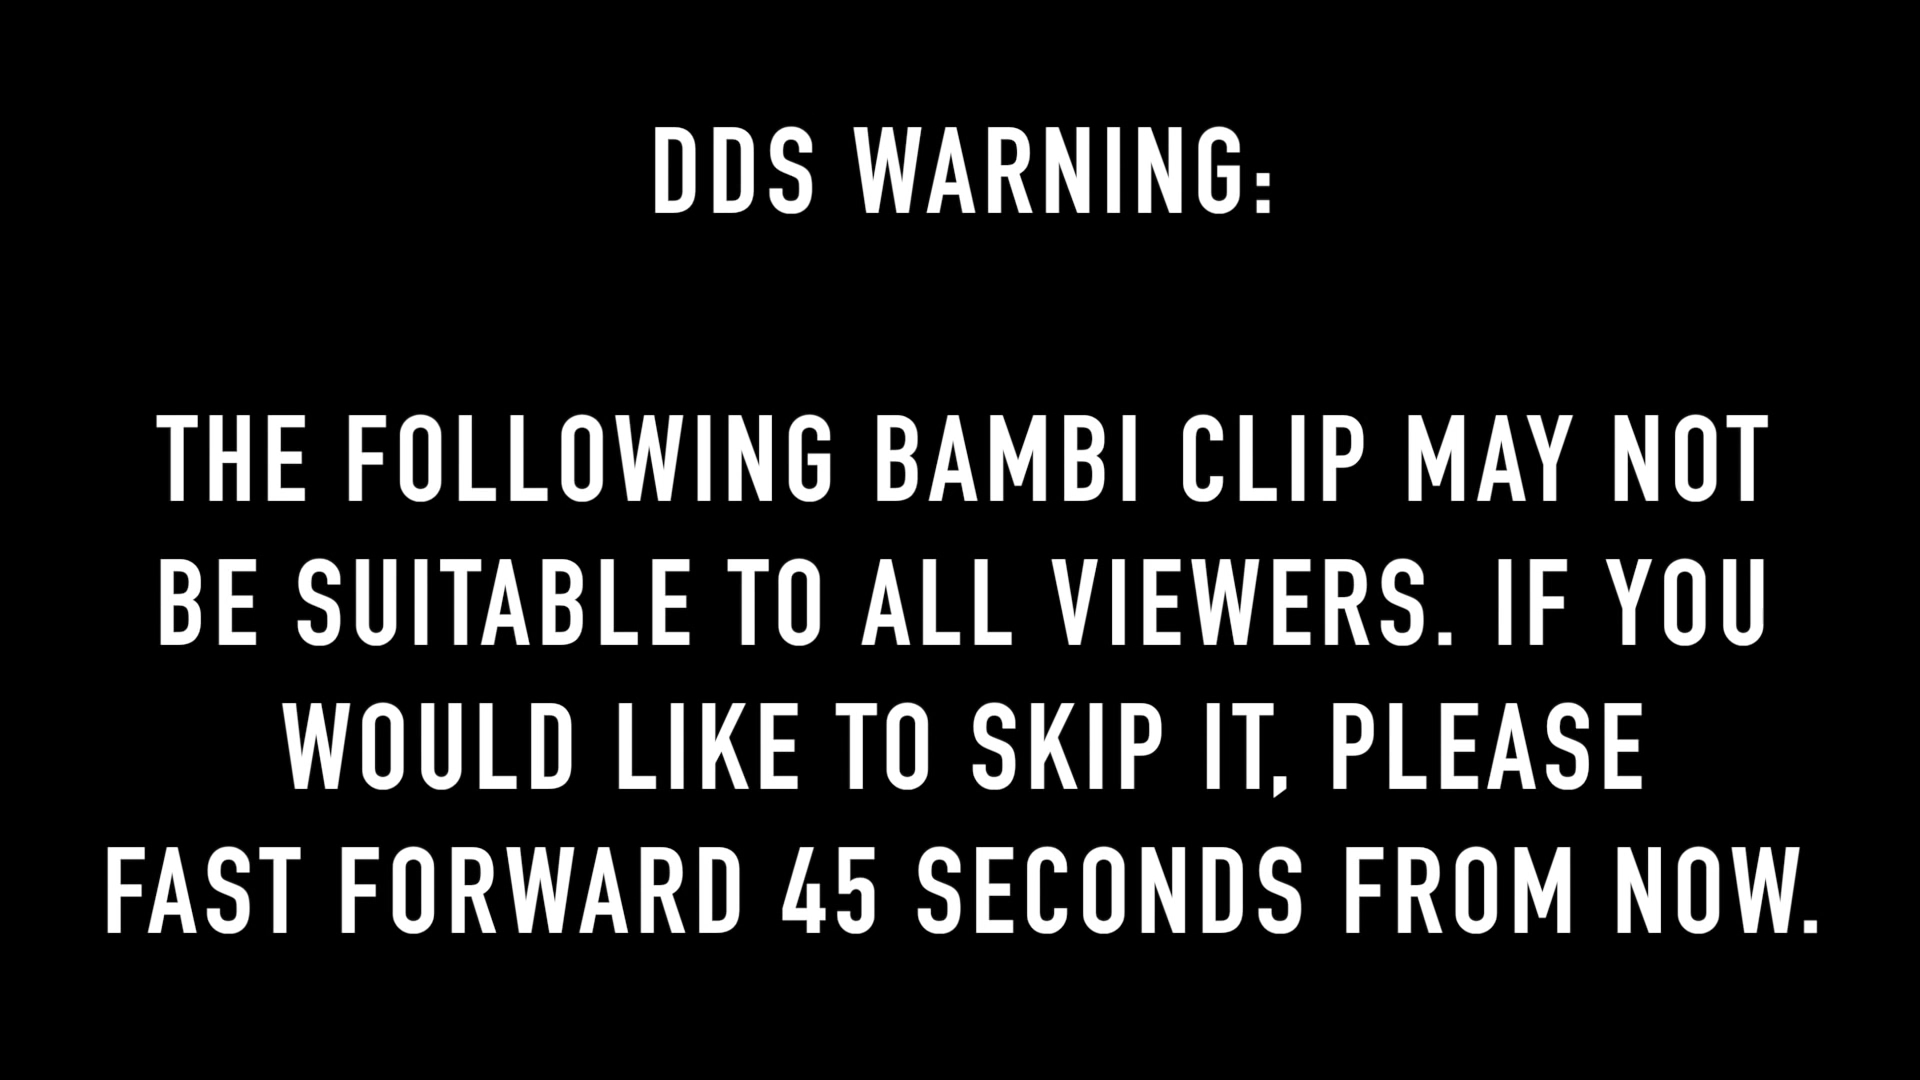 DDS WARNING:
THE FOLLOWING BAMBI CLIP MAY NOT
BE SUITABLE TO ALL VIEWERS. IF YOU
WOULD LIKE TO SKIP IT, PLEASE
FAST FORWARD 45 SECONDS FROM NOW.